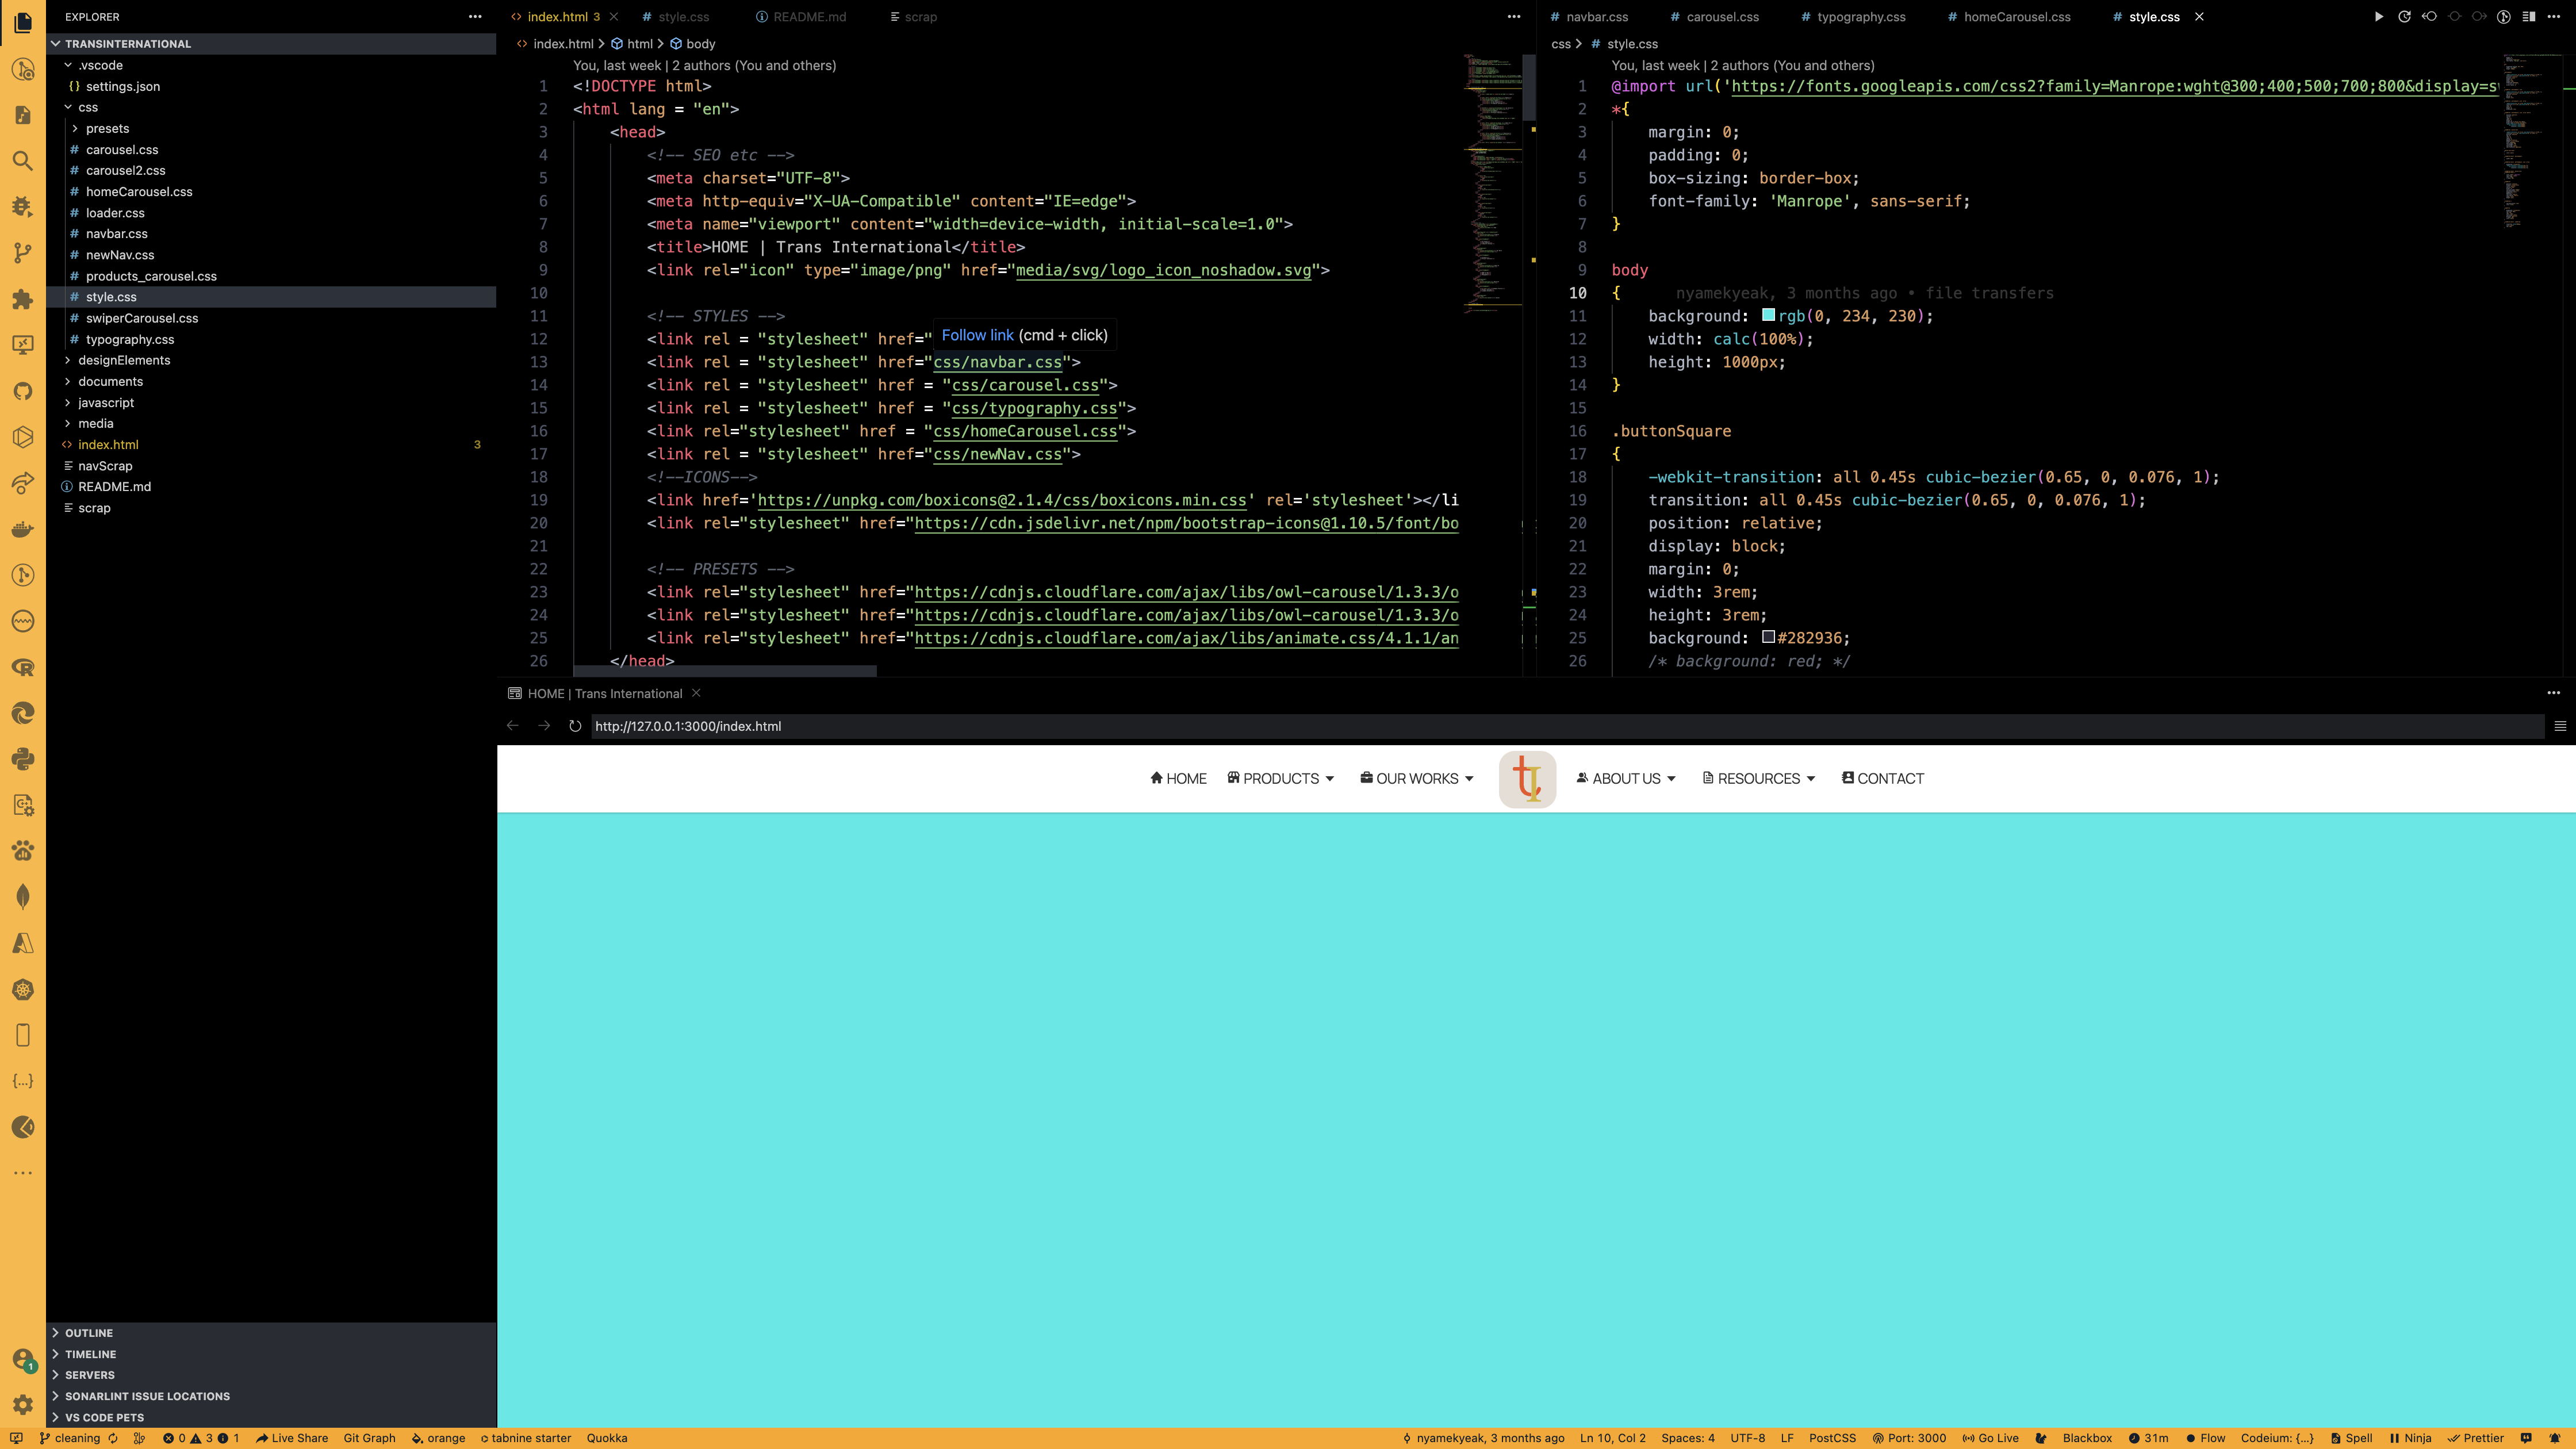 EXPLORER
TRANSINTERNATIONAL
.vscode
{} settings.json
css
presets
# carousel.css
# carousel2.css
# homeCarousel.css
# loader.css
# navbar.css
# newNav.css
# products_carousel.css
# style.css
# swiperCarousel.css
# typography.css
designElements
documents
javascript
media
<> index.html 3
navScrap
README.md
scrap
OUTLINE
TIMELINE
SERVERS
SONARLINT ISSUE LOCATIONS
VS CODE PETS
<> index.html 3 # style.css README.md scrap
<> index.html > html > body
You, last week | 2 authors (You and others)
1 <!DOCTYPE html>
2 <html lang = "en">
3 <head>
4 <!-- SEO etc -->
5 <meta charset="UTF-8">
6 <meta http-equiv="X-UA-Compatible" content="IE=edge">
7 <meta name="viewport" content="width=device-width, initial-scale=1.0">
8 <title>HOME | Trans International</title>
9 <link rel="icon" type="image/png" href="media/svg/logo_icon_noshadow.svg">
10
11 <!-- STYLES -->
Follow link (cmd + click)
12 <link rel = "stylesheet" href="
13 <link rel = "stylesheet" href="css/navbar.css">
14 <link rel = "stylesheet" href = "css/carousel.css">
15 <link rel = "stylesheet" href = "css/typography.css">
16 <link rel="stylesheet" href = "css/homeCarousel.css">
17 <link rel = "stylesheet" href="css/newNav.css">
18 <!--ICONS-->
19 <link href='https://unpkg.com/boxicons@2.1.4/css/boxicons.min.css' rel='stylesheet'></li
20 <link rel="stylesheet" href="https://cdn.jsdelivr.net/npm/bootstrap-icons@1.10.5/font/bo
21
22 <!-- PRESETS -->
23 <link rel="stylesheet" href="https://cdnjs.cloudflare.com/ajax/libs/owl-carousel/1.3.3/o
24 <link rel="stylesheet" href="https://cdnjs.cloudflare.com/ajax/libs/owl-carousel/1.3.3/o
25 <link rel="stylesheet" href="https://cdnjs.cloudflare.com/ajax/libs/animate.css/4.1.1/an
26 </head>
# navbar.css # carousel.css # typography.css # homeCarousel.css # style.css
css > # style.css
You, last week | 2 authors (You and others)
1 @import url('https://fonts.googleapis.com/css2?family=Manrope:wght@300;400;500;700;800&display=s
2 *{
3 margin: 0;
4 padding: 0;
5 box-sizing: border-box;
6 font-family: 'Manrope', sans-serif;
7 }
8
9 body
10 { nyamekyeak, 3 months ago • file transfers
11 background: rgb(0, 234, 230);
12 width: calc(100%);
13 height: 1000px;
14 }
15
16 .buttonSquare
17 {
18 -webkit-transition: all 0.45s cubic-bezier(0.65, 0, 0.076, 1);
19 transition: all 0.45s cubic-bezier(0.65, 0, 0.076, 1);
20 position: relative;
21 display: block;
22 margin: 0;
23 width: 3rem;
24 height: 3rem;
25 background: #282936;
26 /* background: red; */
HOME | Trans International
http://127.0.0.1:3000/index.html
HOME PRODUCTS OUR WORKS tI ABOUT US RESOURCES CONTACT
1
cleaning 0 3 1 Live Share Git Graph orange tabnine starter Quokka nyamekyeak, 3 months ago Ln 10, Col 2 Spaces: 4 UTF-8 LF PostCSS Port: 3000 Go Live Blackbox 31m Flow Codeium: {...} Spell Ninja Prettier